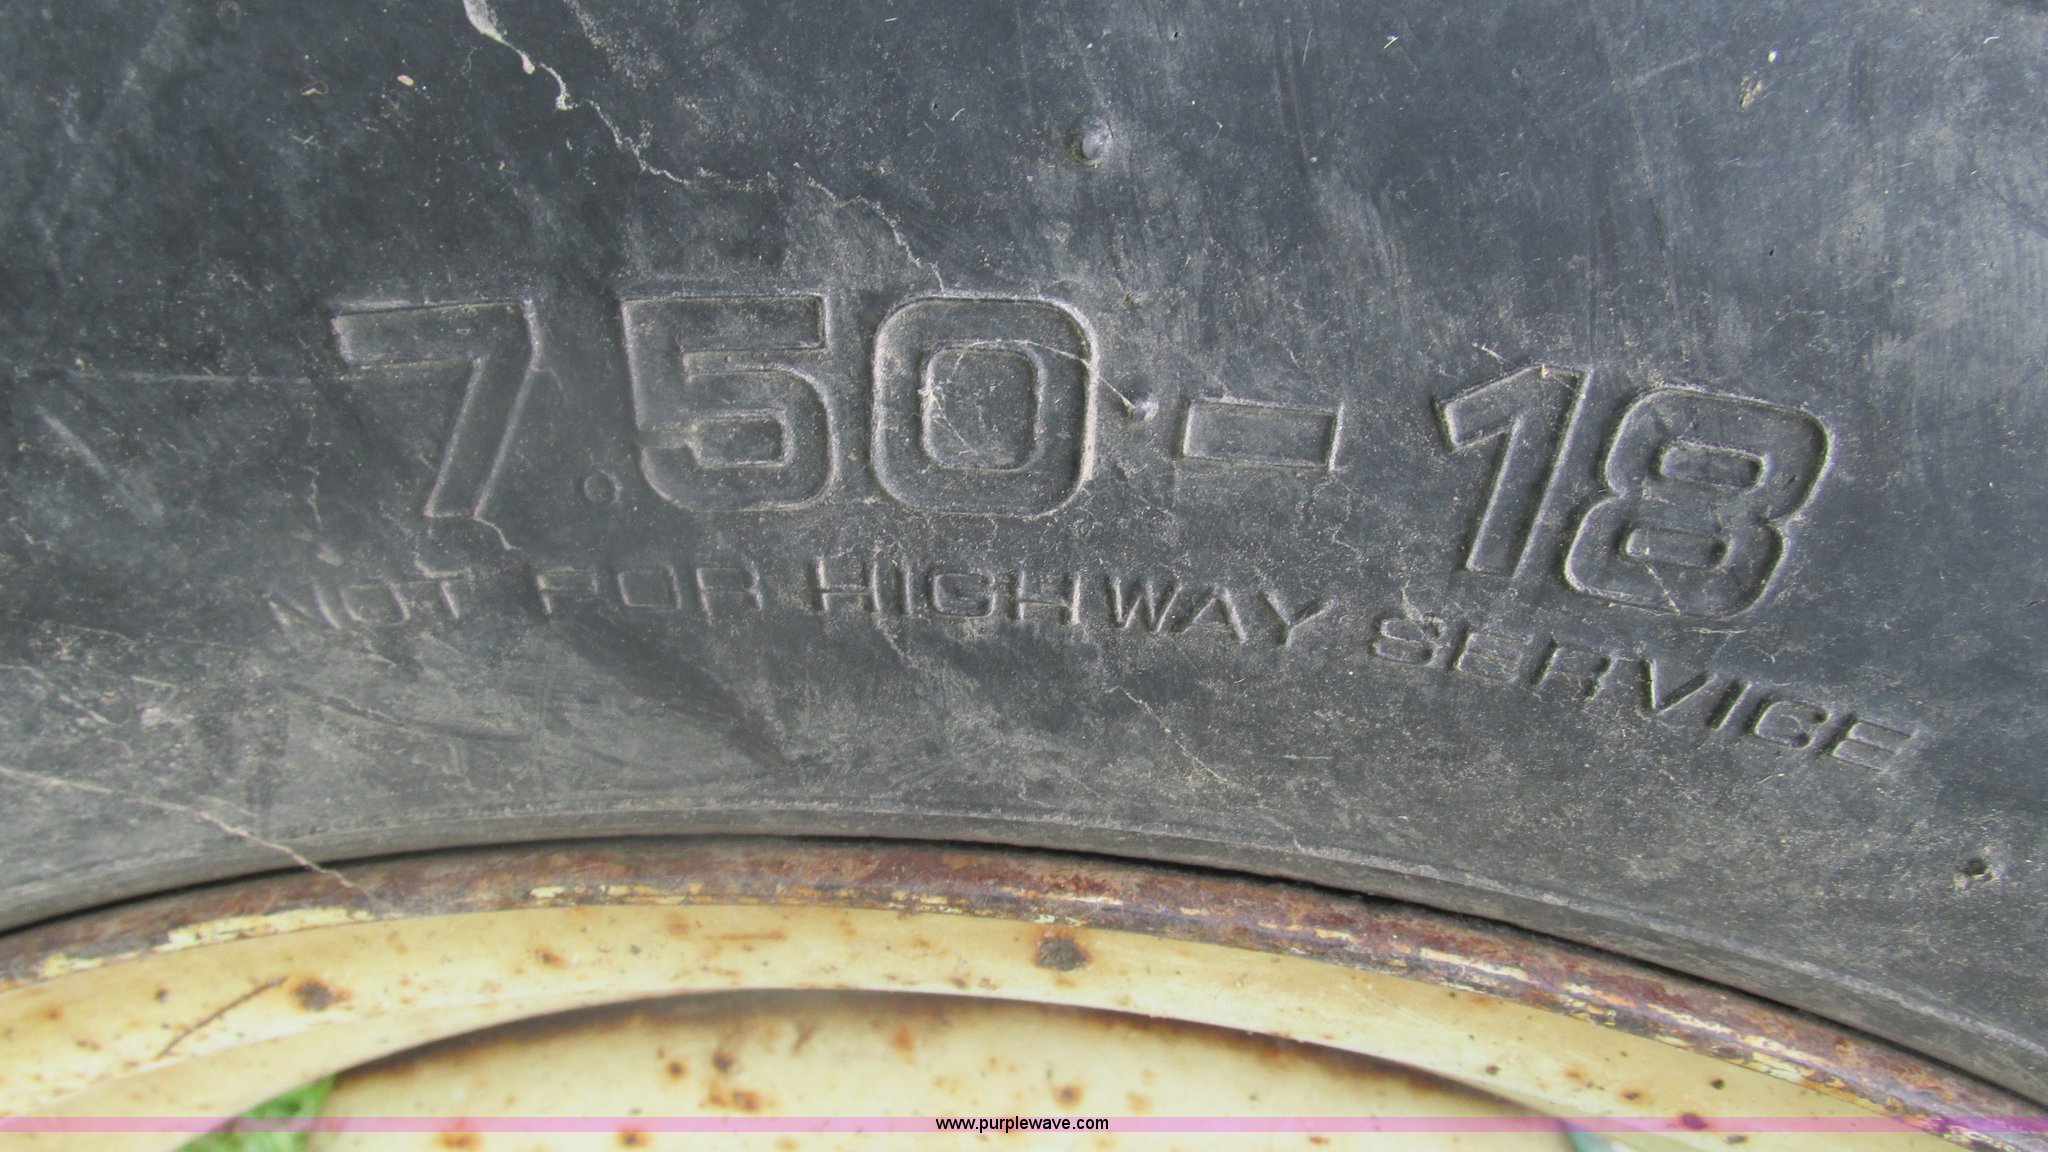 7.50-18
NOT FOR HIGHWAY SERVICE
www.purplewave.com